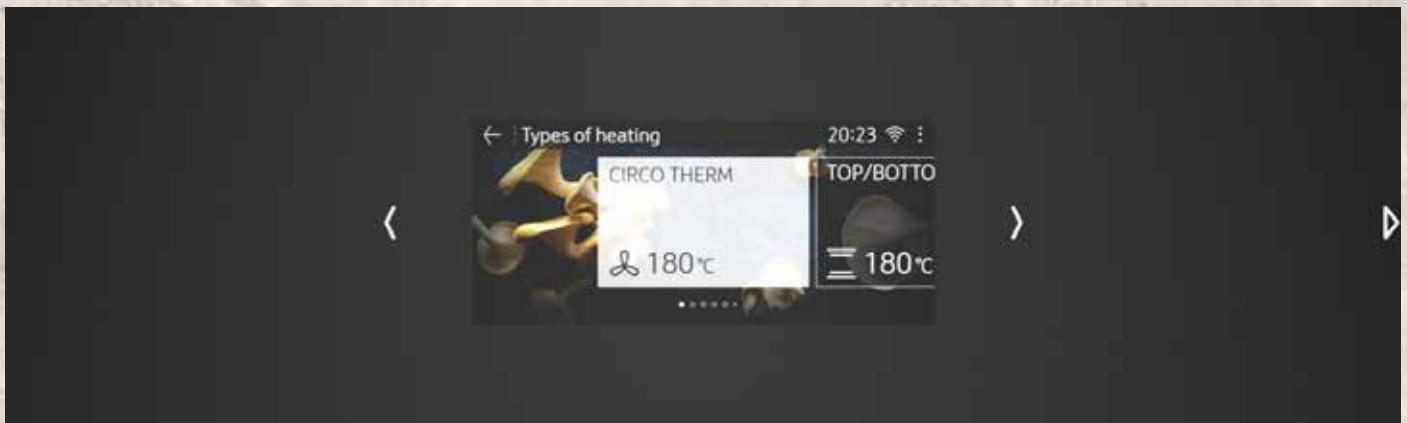 Types of heating
20:23
CIRCO THERM
TOP/BOTTO
180°C
180°C